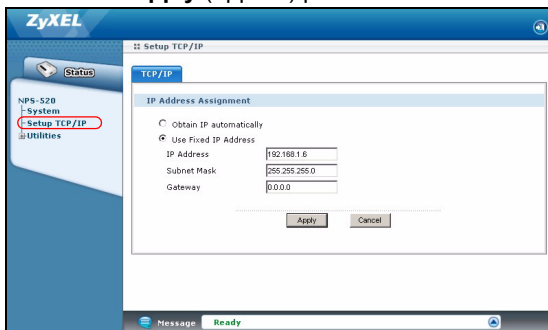 Apply
ZyXEL
Setup TCP/IP
Status
TCP/IP
NPS-520
System
Setup TCP/IP
Utilities
IP Address Assignment
Obtain IP automatically
Use Fixed IP Address
IP Address 192.168.1.6
Subnet Mask 255.255.255.0
Gateway 0.0.0.0
Apply Cancel
Message Ready